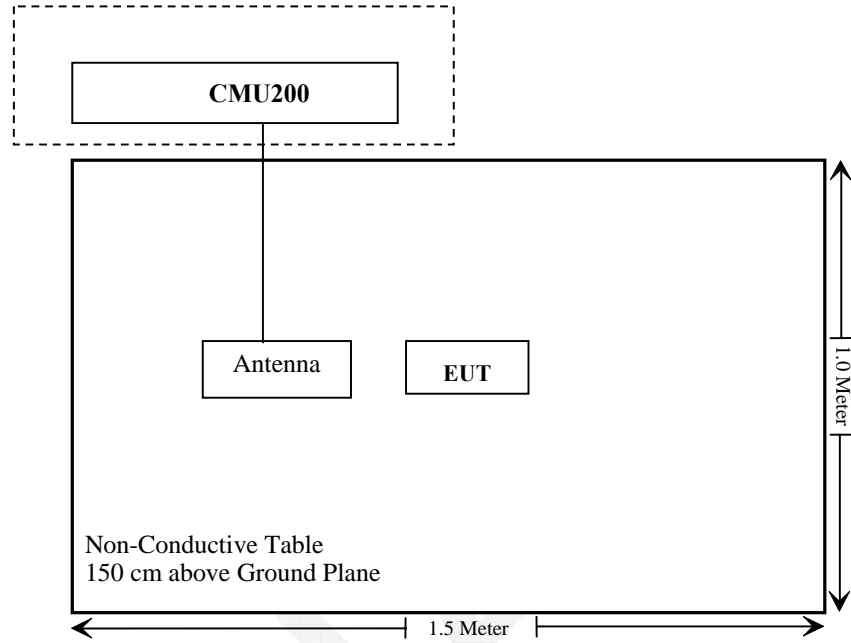 CMU200
Antenna
EUT
1.0 Meter
Non-Conductive Table
150 cm above Ground Plane
1.5 Meter